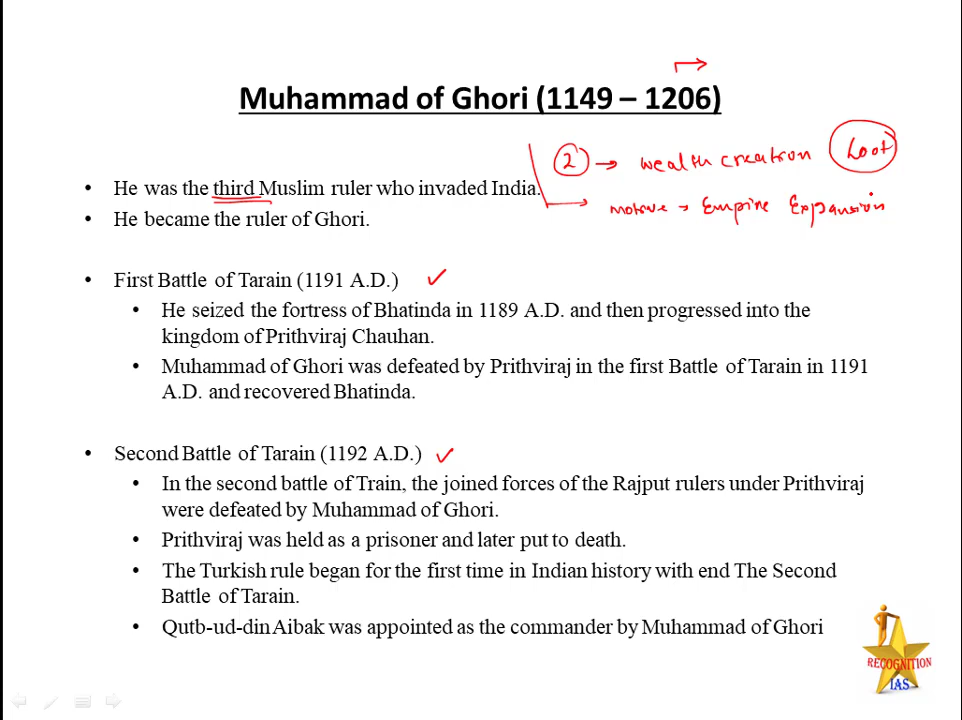 Muhammad of Ghori (1149 – 1206)
② → wealth creation Loot
• He was the third Muslim ruler who invaded India.
→ motive → Empire Expansion
• He became the ruler of Ghori.
• First Battle of Tarain (1191 A.D.) ✓
• He seized the fortress of Bhatinda in 1189 A.D. and then progressed into the
kingdom of Prithviraj Chauhan.
• Muhammad of Ghori was defeated by Prithviraj in the first Battle of Tarain in 1191
A.D. and recovered Bhatinda.
• Second Battle of Tarain (1192 A.D.) ✓
• In the second battle of Train, the joined forces of the Rajput rulers under Prithviraj
were defeated by Muhammad of Ghori.
• Prithviraj was held as a prisoner and later put to death.
• The Turkish rule began for the first time in Indian history with end The Second
Battle of Tarain.
• Qutb-ud-din Aibak was appointed as the commander by Muhammad of Ghori
RECOGNITION
IAS